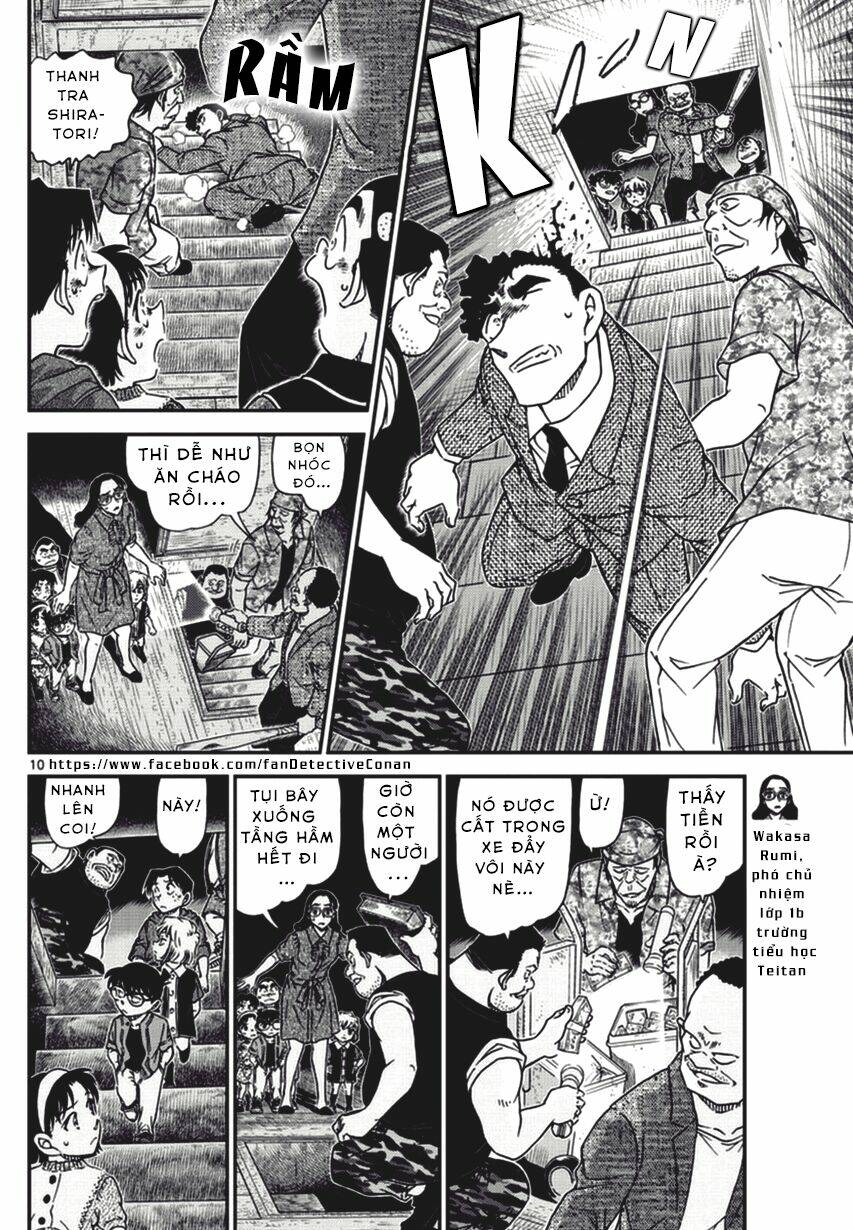 KIIN
RẦM
THANH
TRA
SHIRA-
TORI!
BỌN
NHÓC
ĐÓ...
THÌ DỄ NHƯ
ĂN CHÁO
RỒI...
10 https://www.facebook.com/fanDetectiveConan
Wakasa
Rumi,
phó chủ
nhiệm
lớp 1b
trường
tiểu học
Teitan
THẤY
TIỀN
RỒI
À?
Ừ!
NÓ ĐƯỢC
CẤT TRONG
XE ĐẨY
VÔI NÀY
NÈ...
GIỜ
CÒN
MỘT
NGƯỜI
...
TỤI BÂY
XUỐNG
TẦNG HẦM
HẾT ĐI
...
NÀY!
NHANH
LÊN
COI!